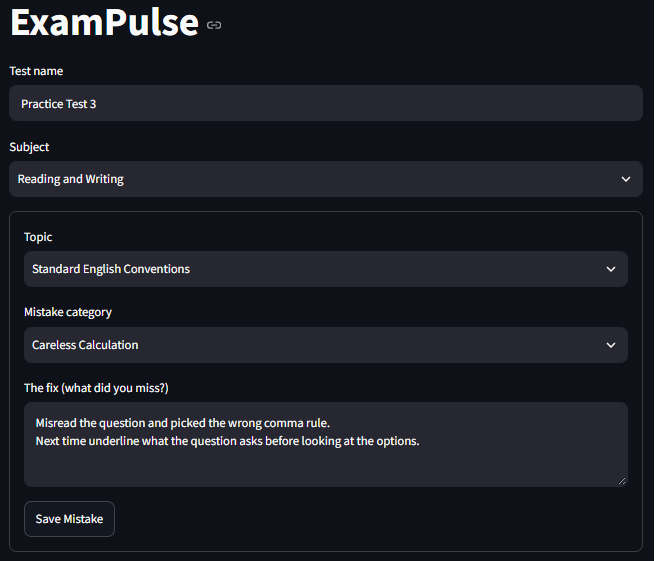 ExamPulse
Test name
Practice Test 3
Subject
Reading and Writing
Topic
Standard English Conventions
Mistake category
Careless Calculation
The fix (what did you miss?)
Misread the question and picked the wrong comma rule.
Next time underline what the question asks before looking at the options.
Save Mistake